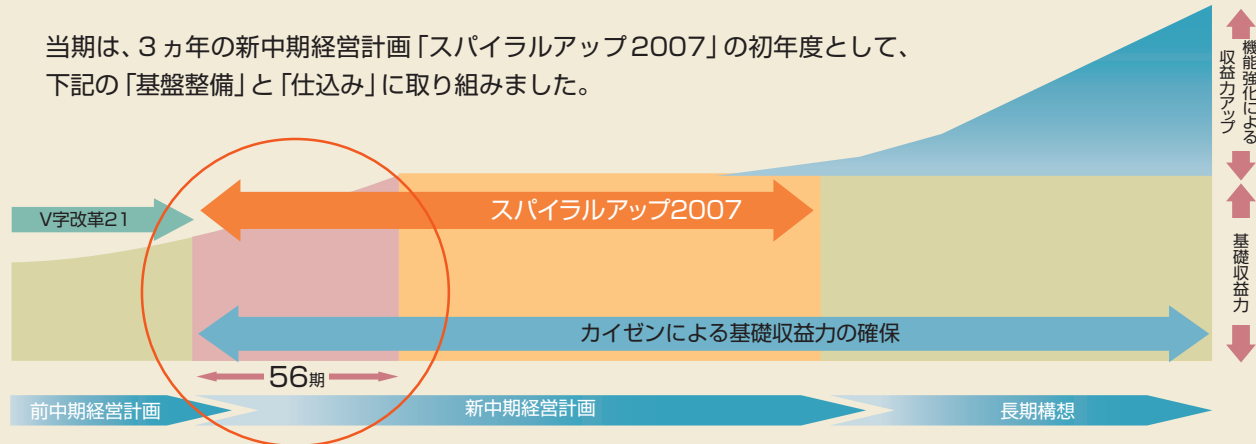 当期は、3ヵ年の新中期経営計画「スパイラルアップ2007」の初年度として、
下記の「基盤整備」と「仕込み」に取り組みました。
機能強化による
収益力アップ
V字改革21
スパイラルアップ2007
基礎収益力
カイゼンによる基礎収益力の確保
56期
前中期経営計画
新中期経営計画
長期構想